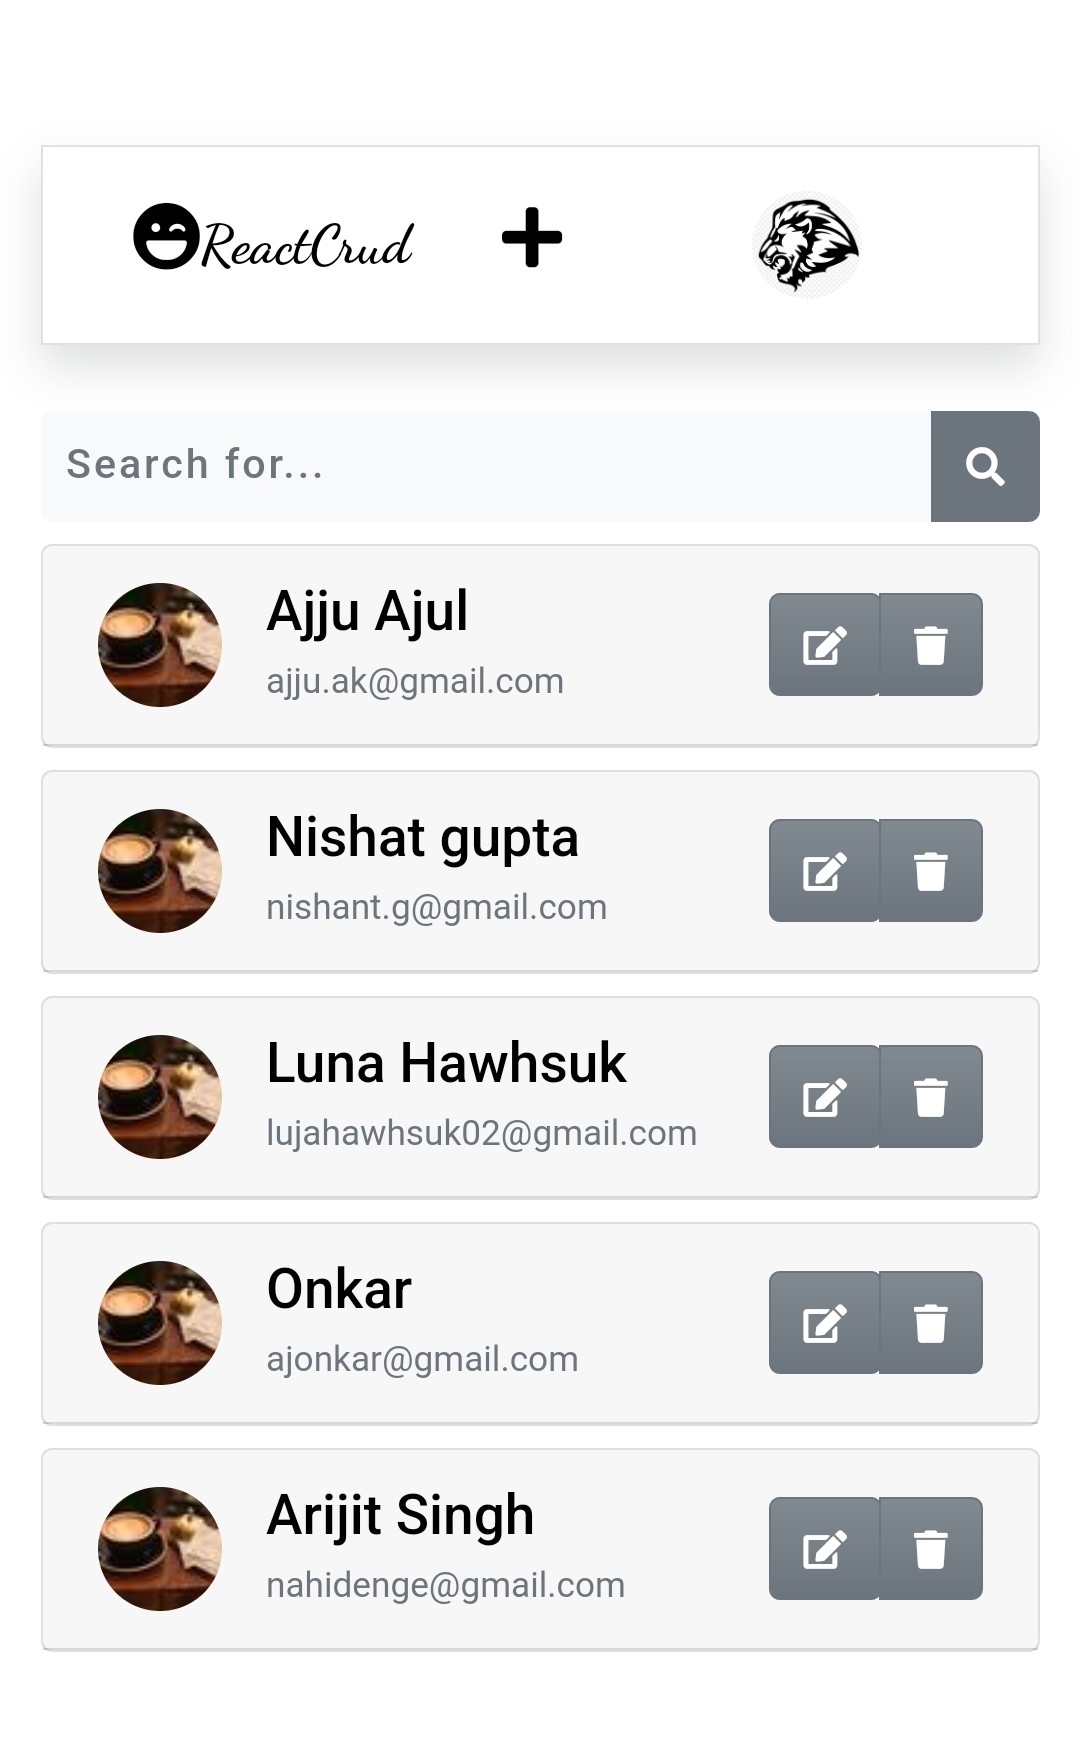 ReactCrud
Search for...
Ajju Ajul
ajju.ak@gmail.com
Nishat gupta
nishant.g@gmail.com
Luna Hawhsuk
lujahawhsuk02@gmail.com
Onkar
ajonkar@gmail.com
Arijit Singh
nahidenge@gmail.com